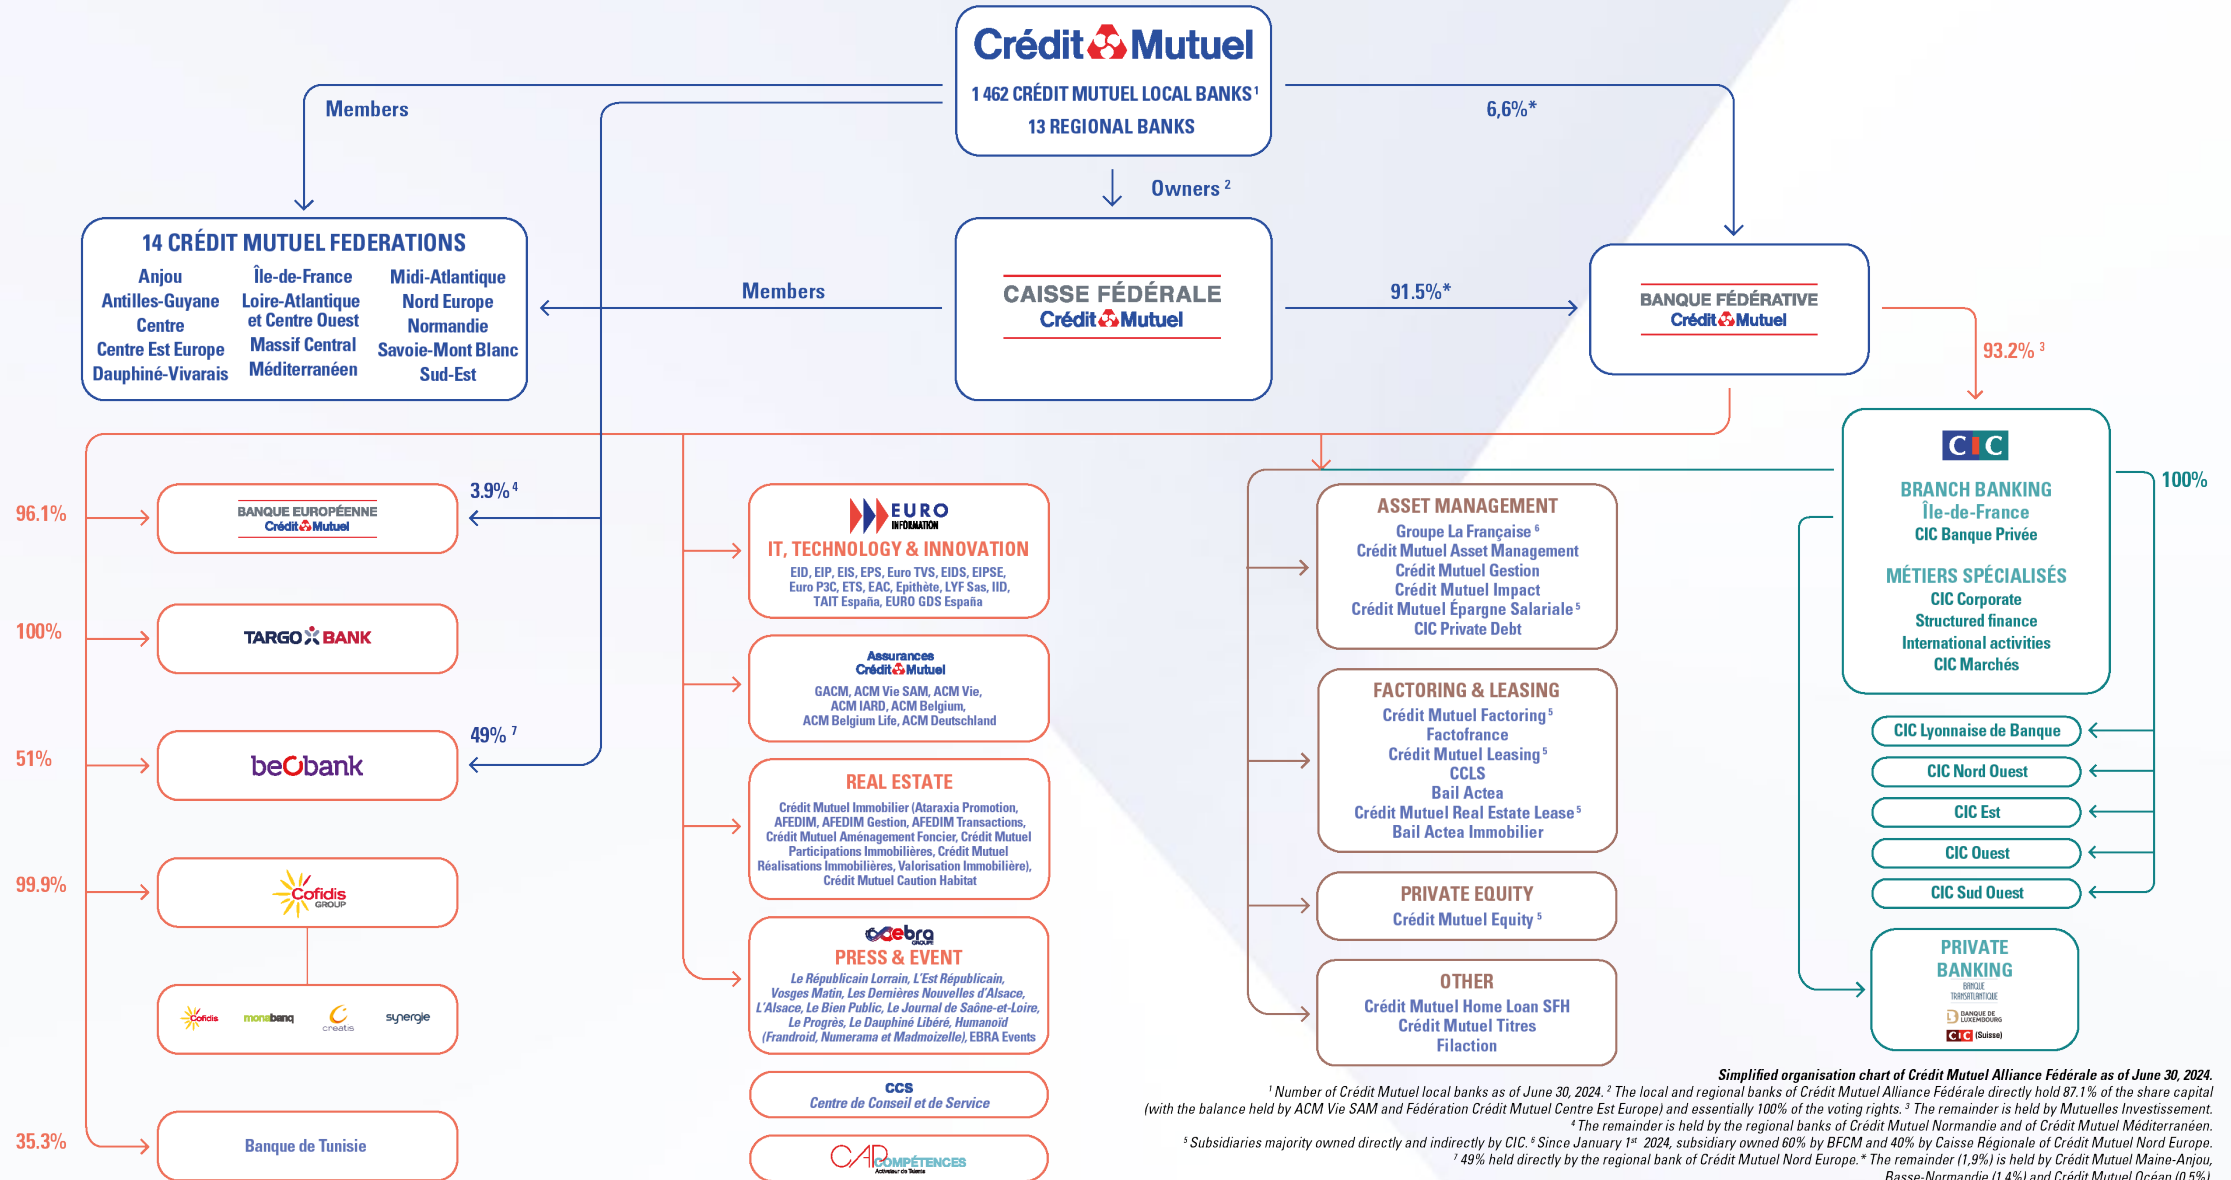 Crédit Mutuel
1 462 CRÉDIT MUTUEL LOCAL BANKS¹
13 REGIONAL BANKS
Members
6,6%*
Owners ²
14 CRÉDIT MUTUEL FEDERATIONS
Anjou
Antilles-Guyane
Centre
Centre Est Europe
Dauphiné-Vivarais
Île-de-France
Loire-Atlantique
et Centre Ouest
Massif Central
Méditerranéen
Midi-Atlantique
Nord Europe
Normandie
Savoie-Mont Blanc
Sud-Est
Members
CAISSE FÉDÉRALE
Crédit Mutuel
91.5%*
BANQUE FÉDÉRATIVE
Crédit Mutuel
93.2% ³
96.1%
BANQUE EUROPÉENNE
Crédit Mutuel
3.9% ⁴
100%
TARGO BANK
51%
beobank
49% ⁷
99.9%
Cofidis
GROUP
Cofidis
monabanq
creatis
synergie
35.3%
Banque de Tunisie
EURO
INFORMATION
IT, TECHNOLOGY & INNOVATION
EID, EIP, EIS, EPS, Euro TVS, EIDS, EIPSE,
Euro P3C, ETS, EAC, Epithète, LYF Sas, IID,
TAIT España, EURO GDS España
Assurances
Crédit Mutuel
GACM, ACM Vie SAM, ACM Vie,
ACM IARD, ACM Belgium,
ACM Belgium Life, ACM Deutschland
REAL ESTATE
Crédit Mutuel Immobilier (Ataraxia Promotion,
AFEDIM, AFEDIM Gestion, AFEDIM Transactions,
Crédit Mutuel Aménagement Foncier, Crédit Mutuel
Participations Immobilières, Crédit Mutuel
Réalisations Immobilières, Valorisation Immobilière),
Crédit Mutuel Caution Habitat
ebra
GROUPE
PRESS & EVENT
Le Républicain Lorrain, L'Est Républicain,
Vosges Matin, Les Dernières Nouvelles d'Alsace,
L'Alsace, Le Bien Public, Le Journal de Saône-et-Loire,
Le Progrès, Le Dauphiné Libéré, Humanoïd
(Frandroid, Numerama et Madmoizelle), EBRA Events
CCS
Centre de Conseil et de Service
CAP
COMPÉTENCES
Activateur de Talents
ASSET MANAGEMENT
Groupe La Française ⁶
Crédit Mutuel Asset Management
Crédit Mutuel Gestion
Crédit Mutuel Impact
Crédit Mutuel Épargne Salariale ⁵
CIC Private Debt
FACTORING & LEASING
Crédit Mutuel Factoring ⁵
Factofrance
Crédit Mutuel Leasing ⁵
CCLS
Bail Actea
Crédit Mutuel Real Estate Lease ⁵
Bail Actea Immobilier
PRIVATE EQUITY
Crédit Mutuel Equity ⁵
OTHER
Crédit Mutuel Home Loan SFH
Crédit Mutuel Titres
Filaction
CIC
BRANCH BANKING
Île-de-France
CIC Banque Privée
MÉTIERS SPÉCIALISÉS
CIC Corporate
Structured finance
International activities
CIC Marchés
100%
CIC Lyonnaise de Banque
CIC Nord Ouest
CIC Est
CIC Ouest
CIC Sud Ouest
PRIVATE
BANKING
BANQUE
TRANSATLANTIQUE
BANQUE DE
LUXEMBOURG
CIC (Suisse)
Simplified organisation chart of Crédit Mutuel Alliance Fédérale as of June 30, 2024.
¹ Number of Crédit Mutuel local banks as of June 30, 2024. ² The local and regional banks of Crédit Mutuel Alliance Fédérale directly hold 87.1% of the share capital
(with the balance held by ACM Vie SAM and Fédération Crédit Mutuel Centre Est Europe) and essentially 100% of the voting rights. ³ The remainder is held by Mutuelles Investissement.
⁴ The remainder is held by the regional banks of Crédit Mutuel Normandie and of Crédit Mutuel Méditerranéen.
⁵ Subsidiaries majority owned directly and indirectly by CIC. ⁶ Since January 1st 2024, subsidiary owned 60% by BFCM and 40% by Caisse Régionale of Crédit Mutuel Nord Europe.
⁷ 49% held directly by the regional bank of Crédit Mutuel Nord Europe. * The remainder (1,9%) is held by Crédit Mutuel Maine-Anjou,
Basse-Normandie (1,4%) and Crédit Mutuel Océan (0,5%).